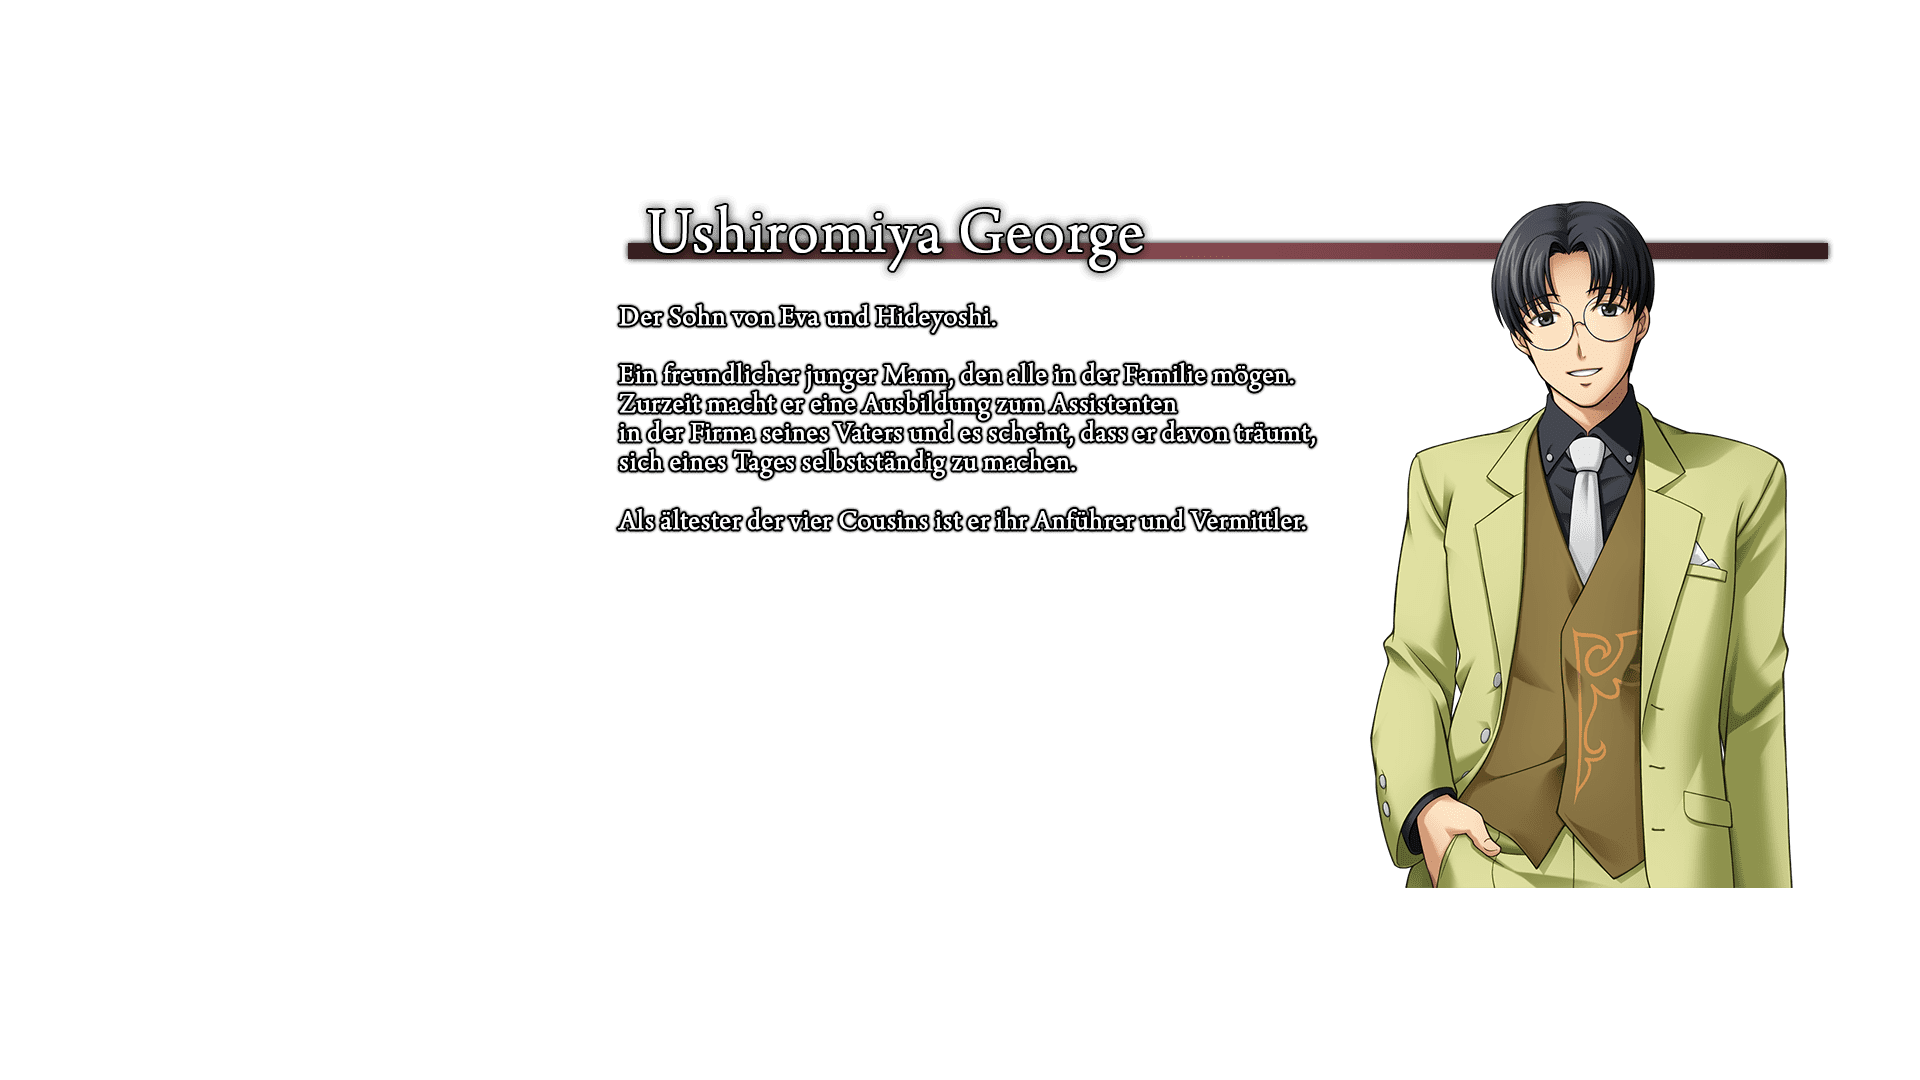 Ushiromiya George
Der Sohn von Eva und Hideyoshi.
Ein freundlicher junger Mann, den alle in der Familie mögen.
Zurzeit macht er eine Ausbildung zum Assistenten
in der Firma seines Vaters und es scheint, dass er davon träumt,
sich eines Tages selbstständig zu machen.
Als ältester der vier Cousins ist er ihr Anführer und Vermittler.